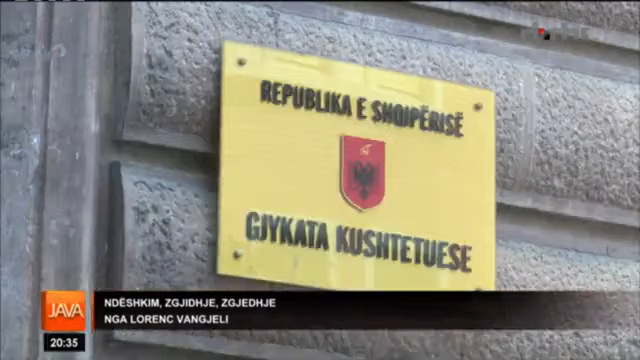 REPUBLIKA E SHQIPËRISË
GJYKATA KUSHTETUESE
JAVA
NDËSHKIM, ZGJIDHJE, ZGJEDHJE
NGA LORENC VANGJELI
20:35